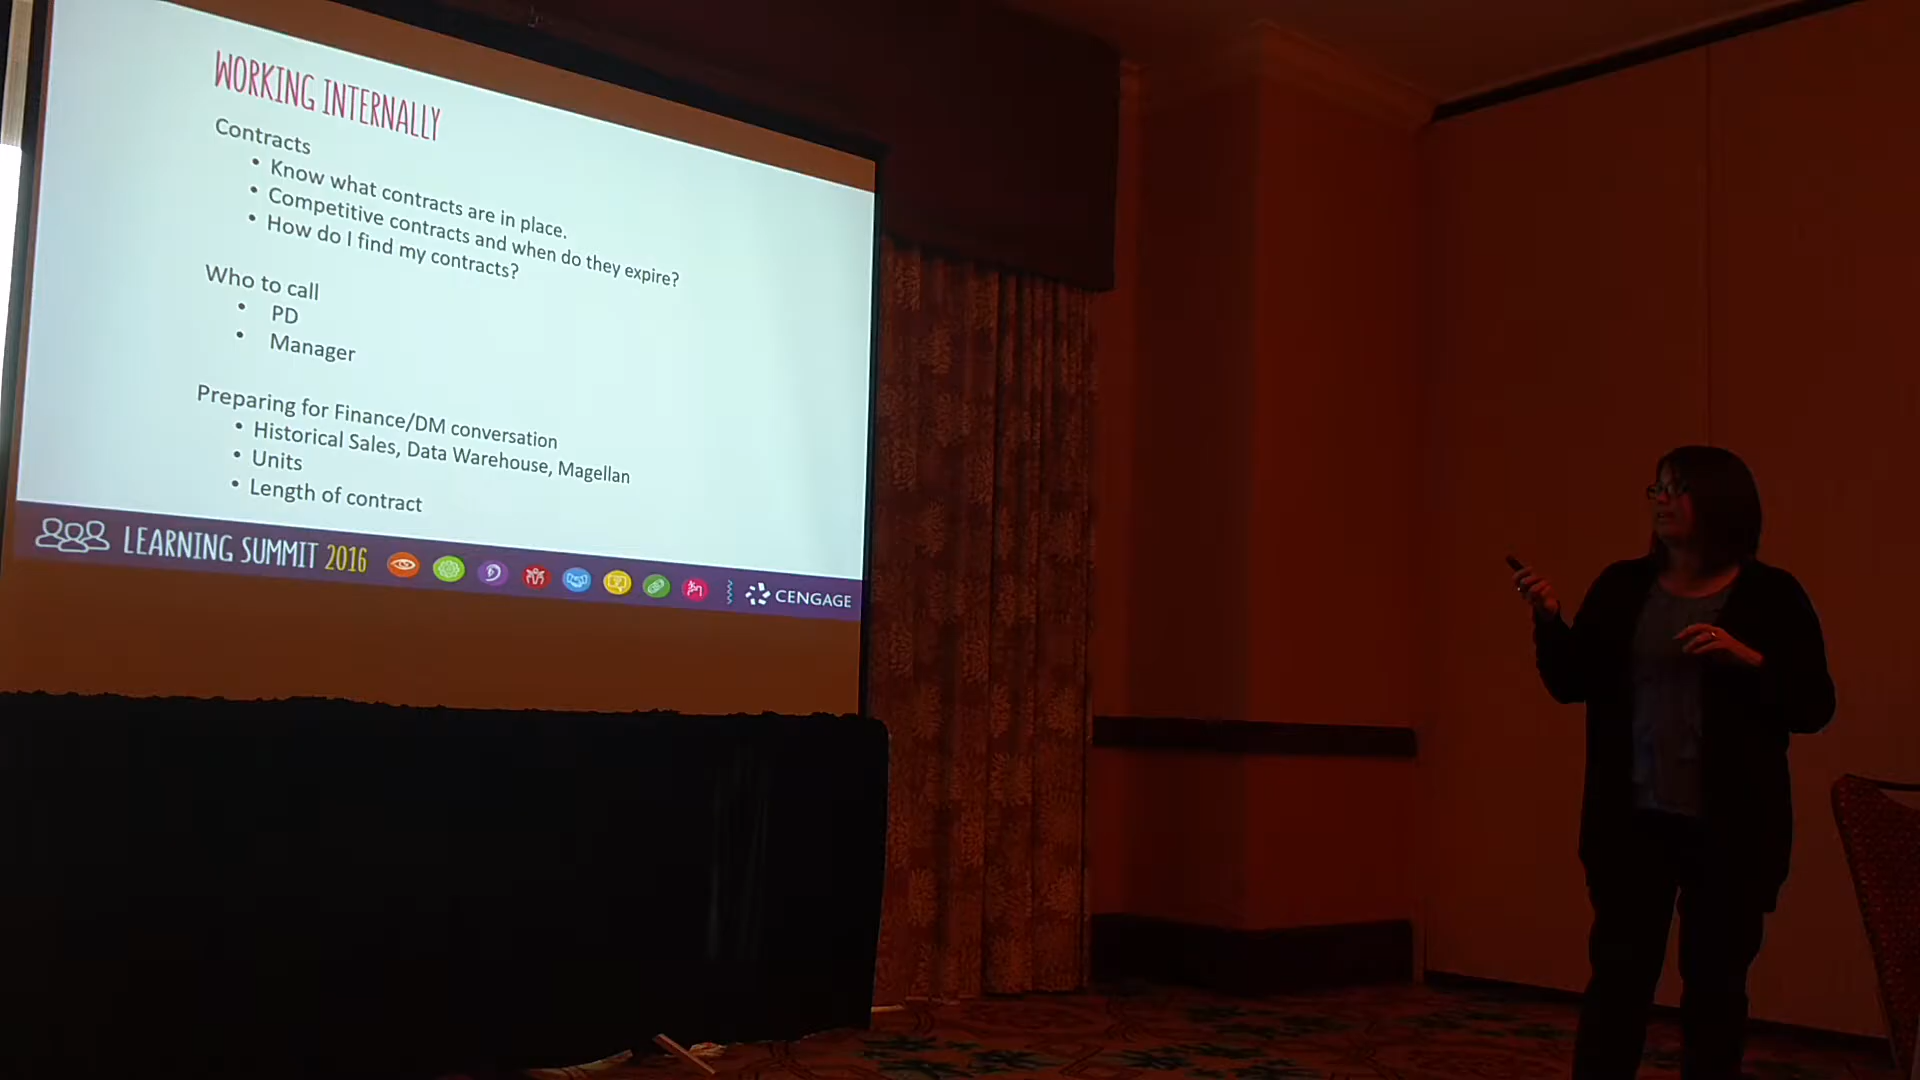 WORKING INTERNALLY
Contracts
• Know what contracts are in place.
• Competitive contracts and when do they expire?
• How do I find my contracts?
Who to call
• PD
• Manager
Preparing for Finance/DM conversation
• Historical Sales, Data Warehouse, Magellan
• Units
• Length of contract
LEARNING SUMMIT 2016
CENGAGE